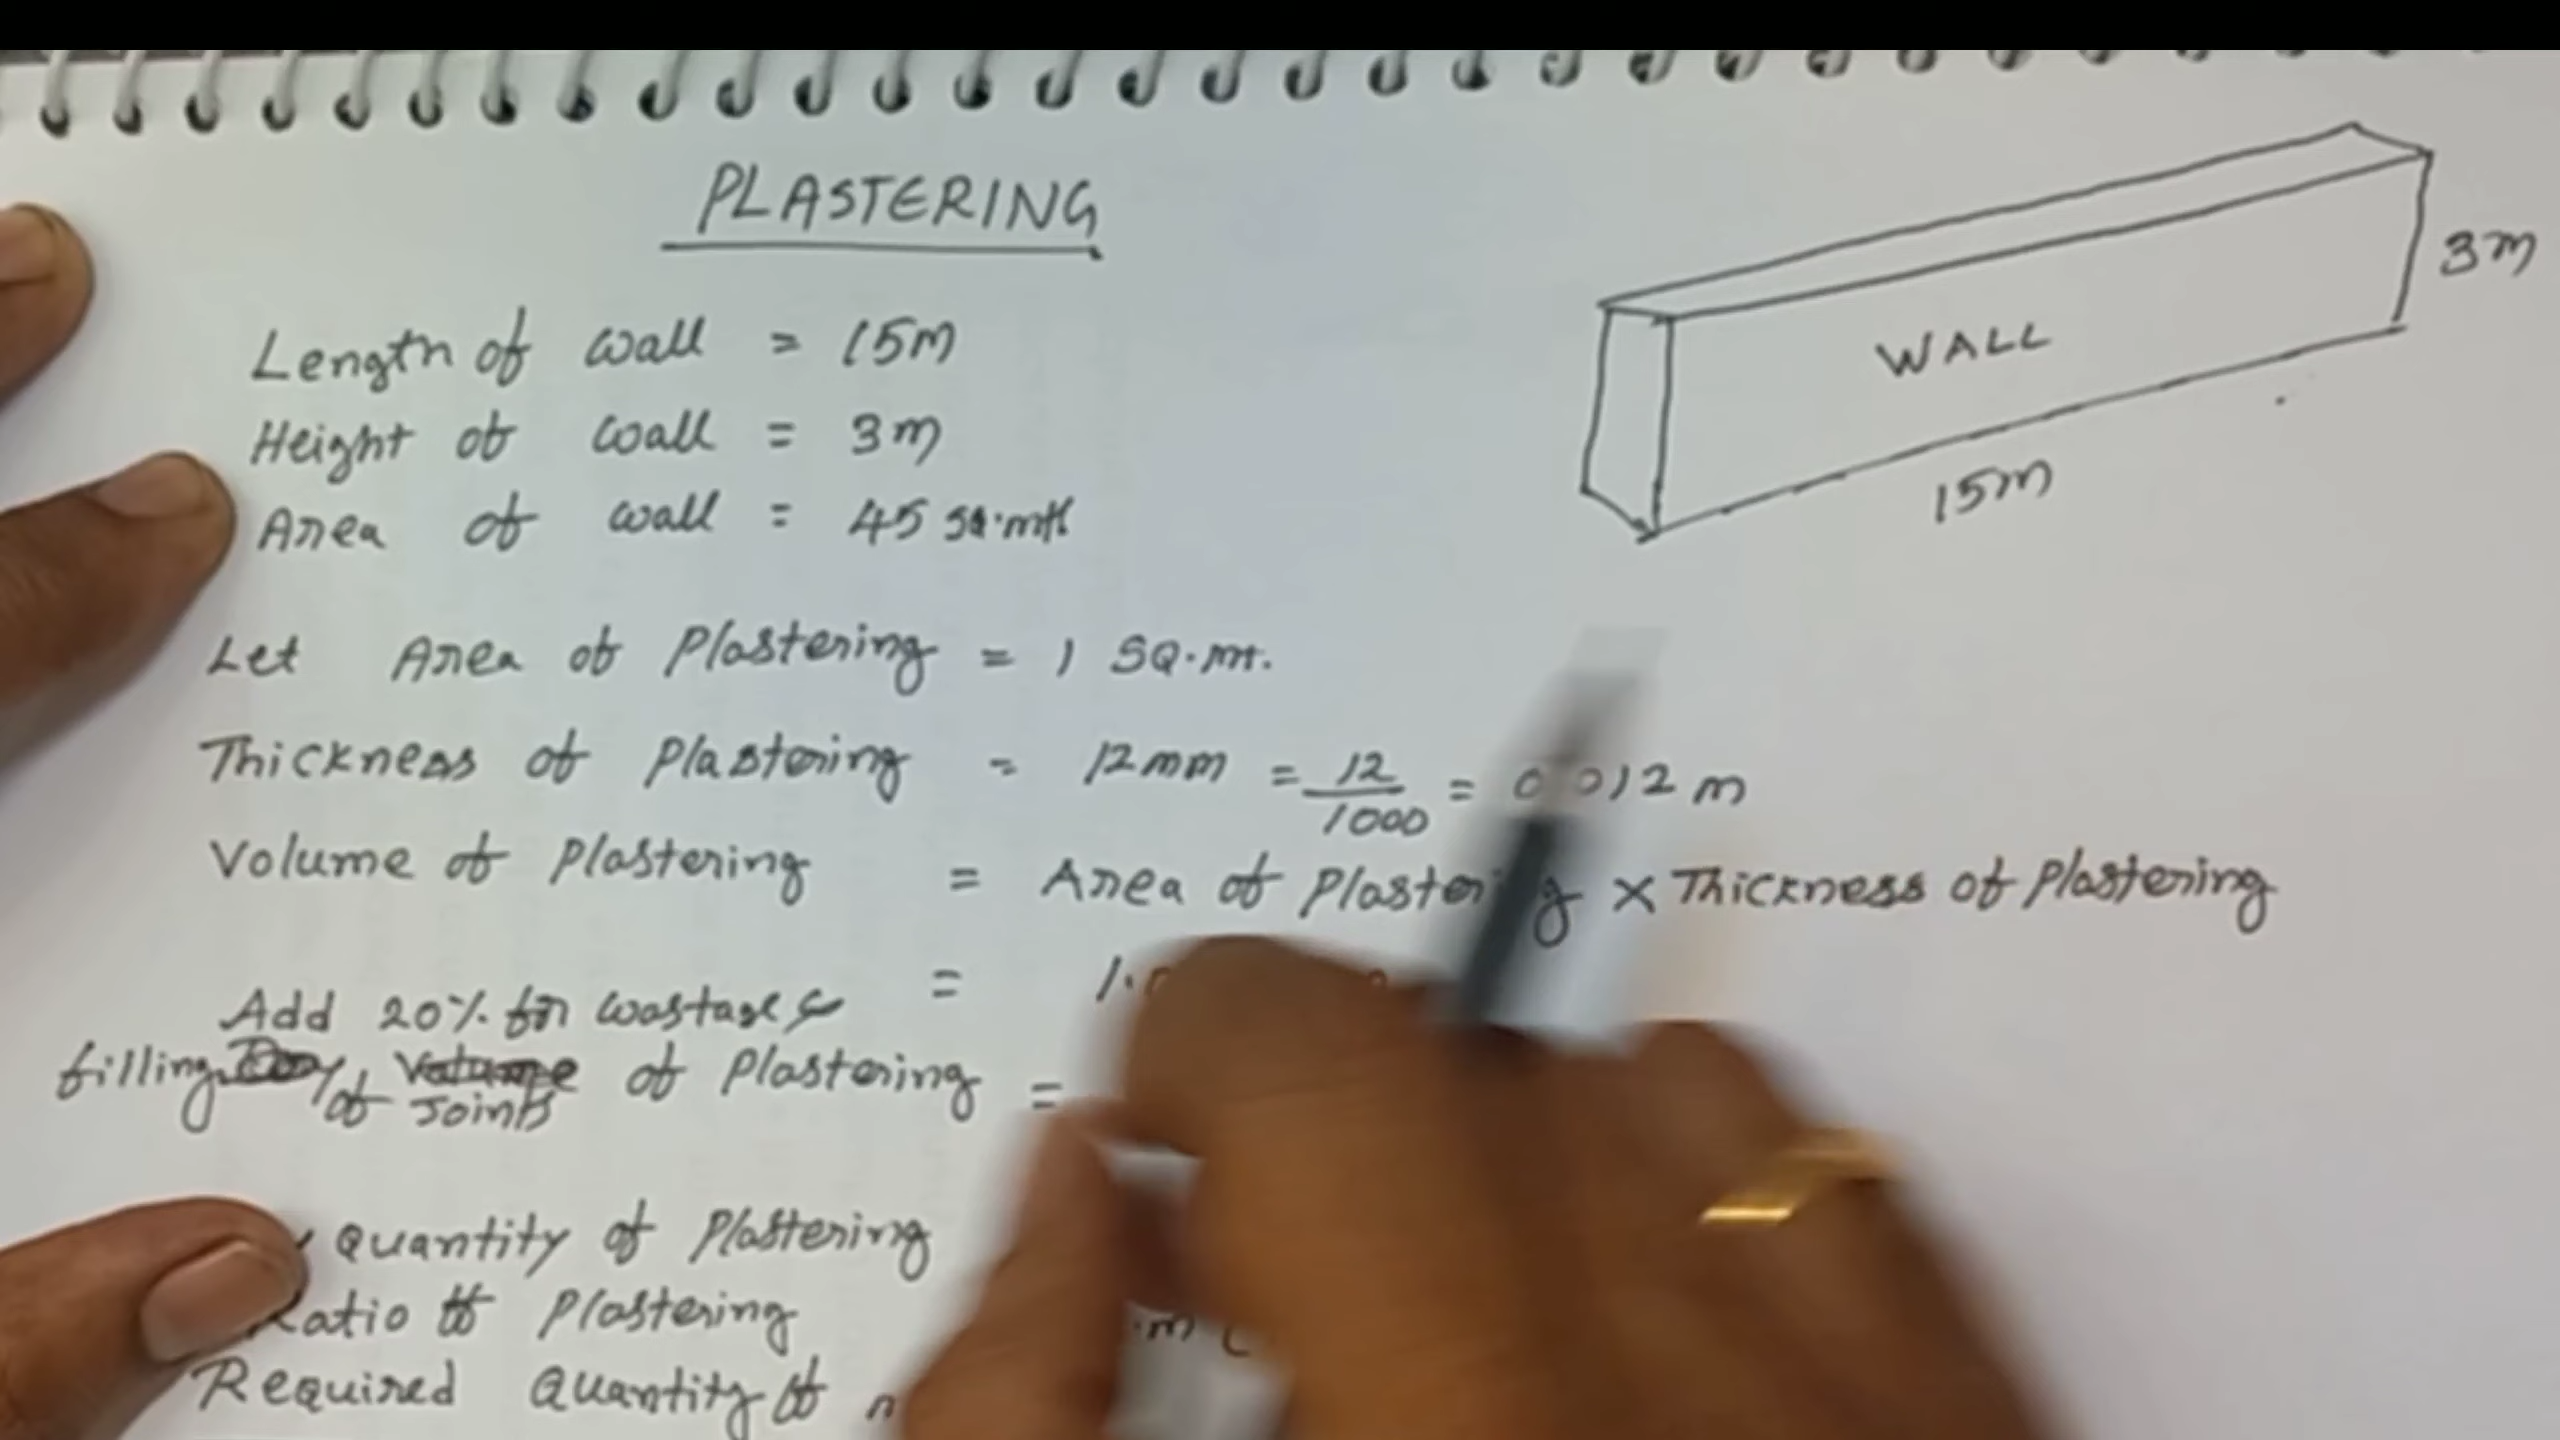 PLASTERING
Length of wall = 15m
Height of wall = 3m
Area of wall = 45 SQ.mtr
WALL
3m
15m
Let Area of Plastering = 1 SQ.mt.
Thickness of Plastering = 12mm = 12/1000 = 0.012 m
Volume of Plastering = Area of Plastering × Thickness of Plastering
= 1.
Add 20% for wastage &
filling of Joints of Plastering =
Quantity of Plastering
Ratio of Plastering
Required Quantity of